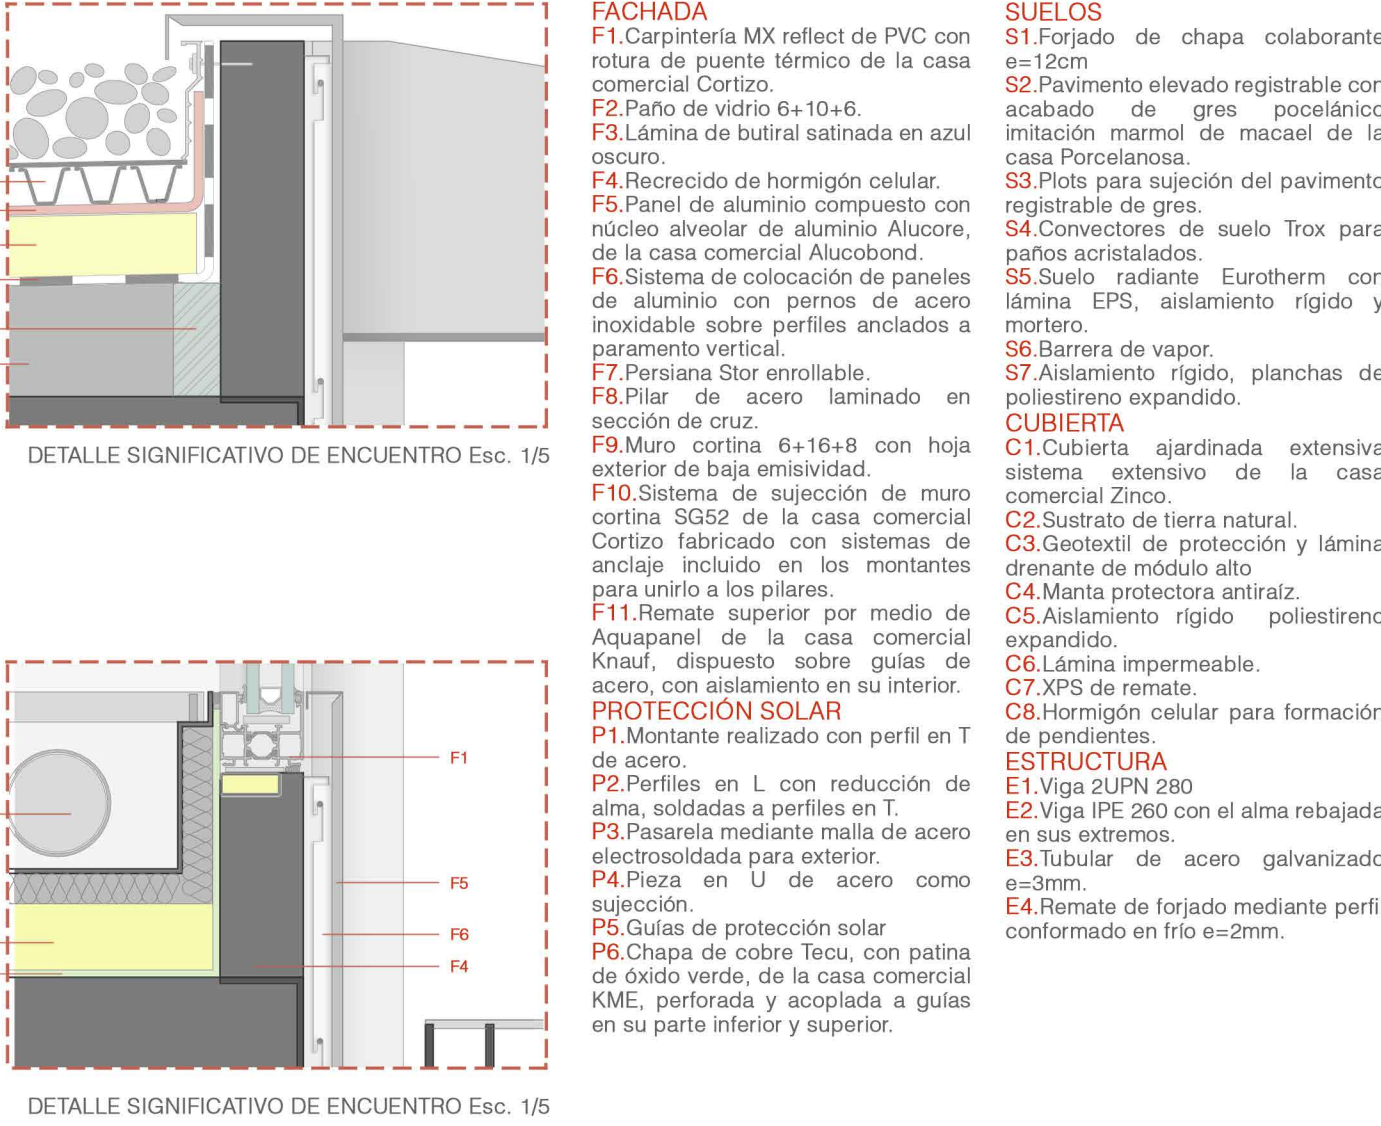 DETALLE SIGNIFICATIVO DE ENCUENTRO Esc. 1/5
F1
F5
F6
F4
DETALLE SIGNIFICATIVO DE ENCUENTRO Esc. 1/5
FACHADA
F1.Carpintería MX reflect de PVC con
rotura de puente térmico de la casa
comercial Cortizo.
F2.Paño de vidrio 6+10+6.
F3.Lámina de butiral satinada en azul
oscuro.
F4.Recrecido de hormigón celular.
F5.Panel de aluminio compuesto con
núcleo alveolar de aluminio Alucore,
de la casa comercial Alucobond.
F6.Sistema de colocación de paneles
de aluminio con pernos de acero
inoxidable sobre perfiles anclados a
paramento vertical.
F7.Persiana Stor enrollable.
F8.Pilar de acero laminado en
sección de cruz.
F9.Muro cortina 6+16+8 con hoja
exterior de baja emisividad.
F10.Sistema de sujección de muro
cortina SG52 de la casa comercial
Cortizo fabricado con sistemas de
anclaje incluido en los montantes
para unirlo a los pilares.
F11.Remate superior por medio de
Aquapanel de la casa comercial
Knauf, dispuesto sobre guías de
acero, con aislamiento en su interior.
PROTECCIÓN SOLAR
P1.Montante realizado con perfil en T
de acero.
P2.Perfiles en L con reducción de
alma, soldadas a perfiles en T.
P3.Pasarela mediante malla de acero
electrosoldada para exterior.
P4.Pieza en U de acero como
sujección.
P5.Guías de protección solar
P6.Chapa de cobre Tecu, con patina
de óxido verde, de la casa comercial
KME, perforada y acoplada a guías
en su parte inferior y superior.
SUELOS
S1.Forjado de chapa colaborante
e=12cm
S2.Pavimento elevado registrable con
acabado de gres pocelánico
imitación marmol de macael de la
casa Porcelanosa.
S3.Plots para sujeción del pavimento
registrable de gres.
S4.Convectores de suelo Trox para
paños acristalados.
S5.Suelo radiante Eurotherm con
lámina EPS, aislamiento rígido y
mortero.
S6.Barrera de vapor.
S7.Aislamiento rígido, planchas de
poliestireno expandido.
CUBIERTA
C1.Cubierta ajardinada extensiva
sistema extensivo de la casa
comercial Zinco.
C2.Sustrato de tierra natural.
C3.Geotextil de protección y lámina
drenante de módulo alto
C4.Manta protectora antiraíz.
C5.Aislamiento rígido poliestireno
expandido.
C6.Lámina impermeable.
C7.XPS de remate.
C8.Hormigón celular para formación
de pendientes.
ESTRUCTURA
E1.Viga 2UPN 280
E2.Viga IPE 260 con el alma rebajada
en sus extremos.
E3.Tubular de acero galvanizado
e=3mm.
E4.Remate de forjado mediante perfil
conformado en frío e=2mm.